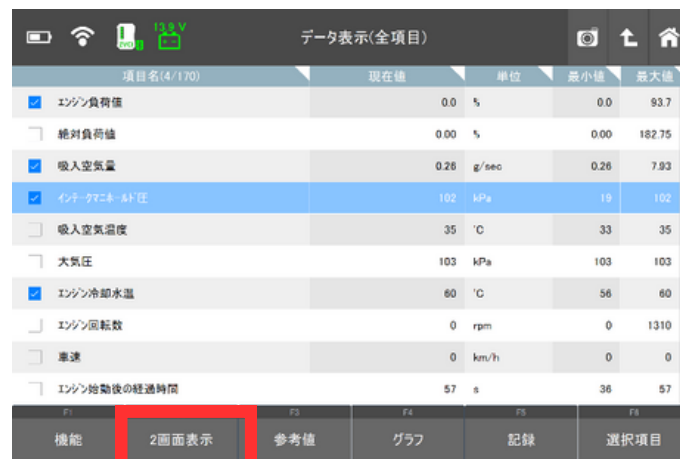 13.9 V
EVO
データ表示(全項目)
項目名(4/170) 現在値 単位 最小値 最大値
エンジン負荷値 0.0 % 0.0 93.7
絶対負荷値 0.00 % 0.00 182.75
吸入空気量 0.26 g/sec 0.26 7.93
インテークマニホールド圧 102 kPa 19 102
吸入空気温度 35 ℃ 33 35
大気圧 103 kPa 103 103
エンジン冷却水温 60 ℃ 56 60
エンジン回転数 0 rpm 0 1310
車速 0 km/h 0 0
エンジン始動後の経過時間 57 s 36 57
F1 F3 F4 F5 F6
機能 2画面表示 参考値 グラフ 記録 選択項目